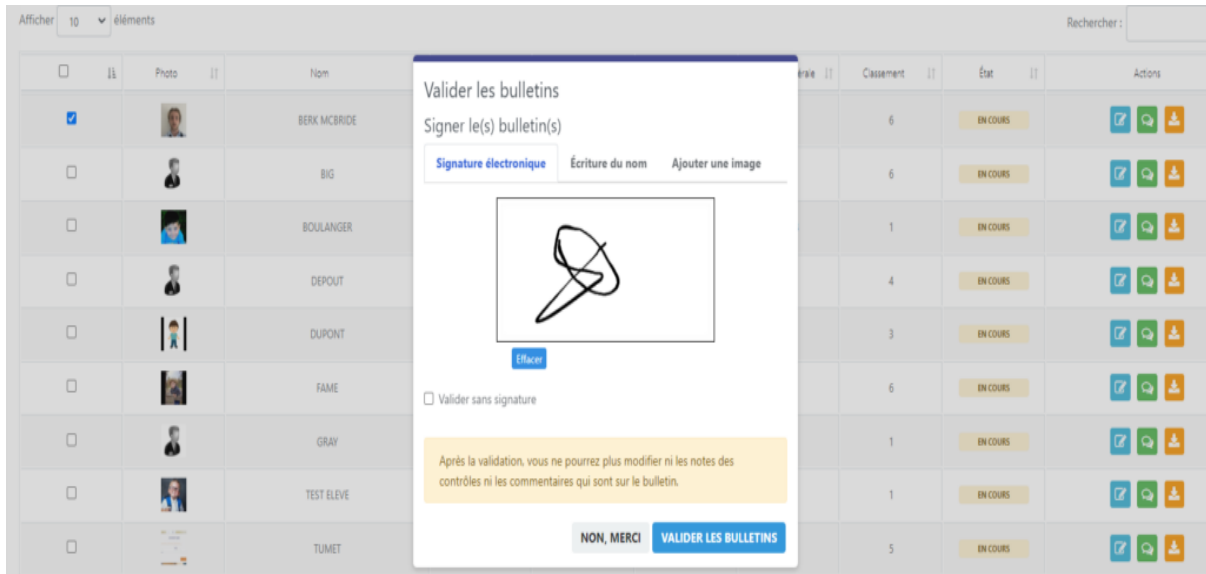 Afficher 10 éléments
Rechercher :
Photo Nom érale Classement État Actions
BERK MCBRIDE 6 EN COURS
BIG 6 EN COURS
BOULANGER 1 EN COURS
DEPOUT 4 EN COURS
DUPONT 3 EN COURS
FAME 6 EN COURS
GRAY 1 EN COURS
TEST ELEVE 1 EN COURS
TUMET 5 EN COURS
Valider les bulletins
Signer le(s) bulletin(s)
Signature électronique Écriture du nom Ajouter une image
Effacer
Valider sans signature
Après la validation, vous ne pourrez plus modifier ni les notes des
contrôles ni les commentaires qui sont sur le bulletin.
NON, MERCI VALIDER LES BULLETINS